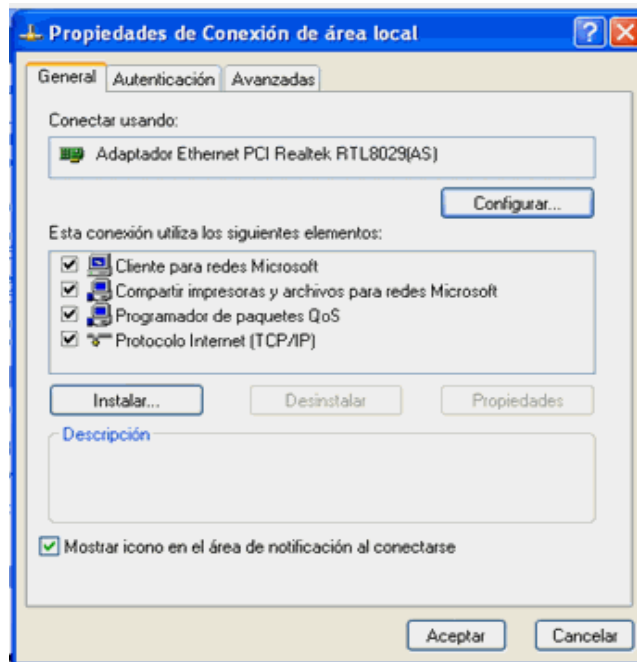 Propiedades de Conexión de área local
General Autenticación Avanzadas
Conectar usando:
Adaptador Ethernet PCI Realtek RTL8029(AS)
Configurar...
Esta conexión utiliza los siguientes elementos:
Cliente para redes Microsoft
Compartir impresoras y archivos para redes Microsoft
Programador de paquetes QoS
Protocolo Internet (TCP/IP)
Instalar... Desinstalar Propiedades
Descripción
Mostrar icono en el área de notificación al conectarse
Aceptar Cancelar